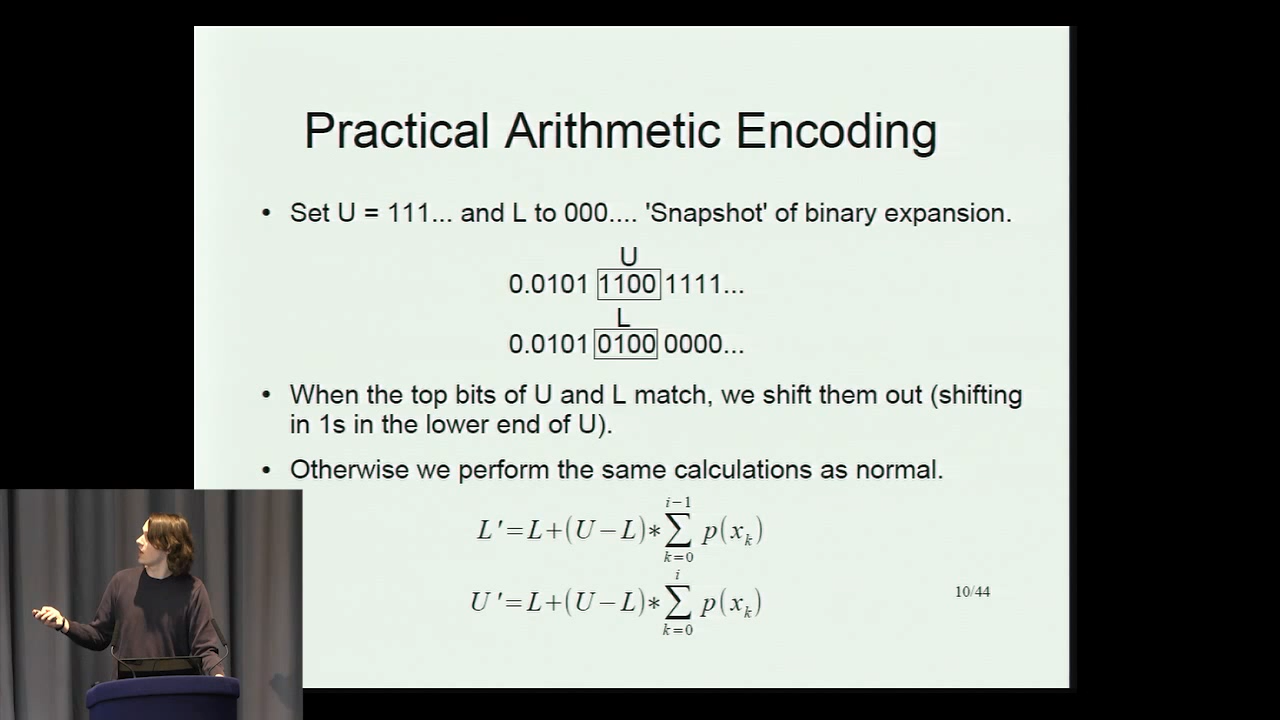 Practical Arithmetic Encoding
• Set U = 111... and L to 000.... 'Snapshot' of binary expansion.
U
0.0101 1100 1111...
L
0.0101 0100 0000...
• When the top bits of U and L match, we shift them out (shifting
in 1s in the lower end of U).
• Otherwise we perform the same calculations as normal.
i−1
L'=L+(U−L)*∑ p(x_k)
k=0
i
U'=L+(U−L)*∑ p(x_k)
k=0
10/44